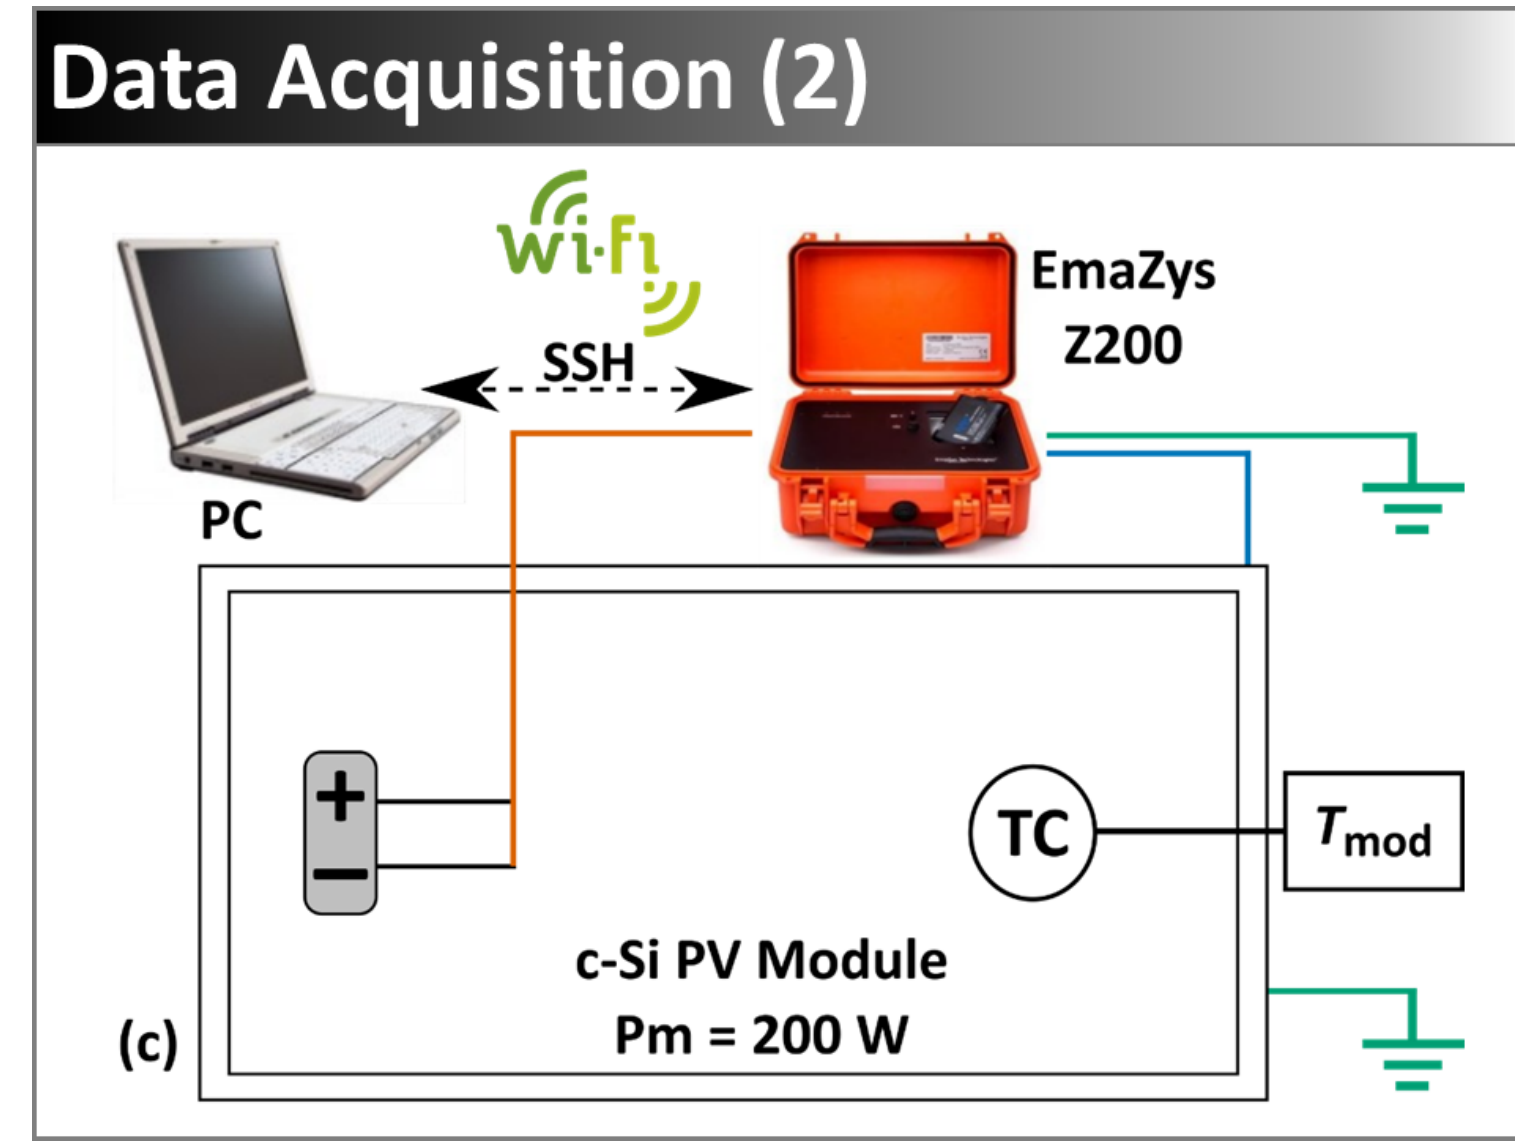 Data Acquisition (2)
Wi-Fi
EmaZys
Z200
SSH
PC
+
−
TC
Tmod
c-Si PV Module
Pm = 200 W
(c)